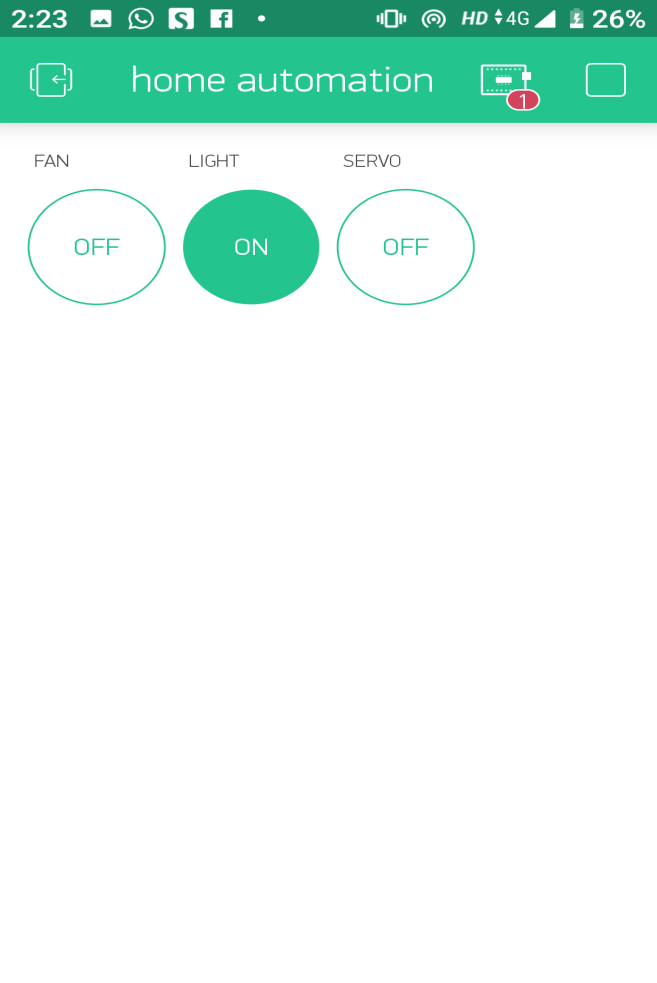 2:23 HD 4G 26%
home automation 1
FAN LIGHT SERVO
OFF ON OFF